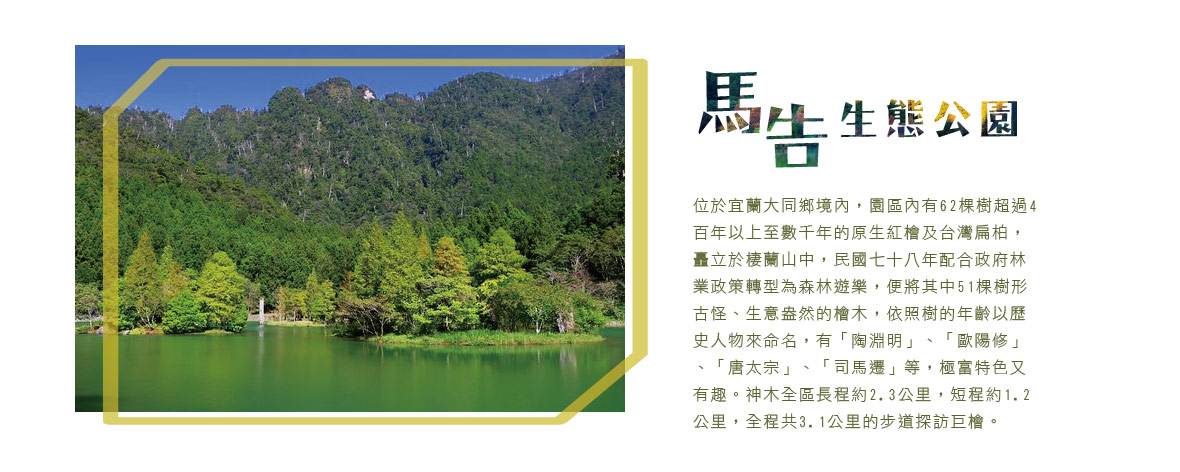 馬告生態公園
位於宜蘭大同鄉境內，園區內有62棵樹超過4
百年以上至數千年的原生紅檜及台灣扁柏，
矗立於棲蘭山中，民國七十八年配合政府林
業政策轉型為森林遊樂，便將其中51棵樹形
古怪、生意盎然的檜木，依照樹的年齡以歷
史人物來命名，有「陶淵明」、「歐陽修」
、「唐太宗」、「司馬遷」等，極富特色又
有趣。神木全區長程約2.3公里，短程約1.2
公里，全程共3.1公里的步道探訪巨檜。